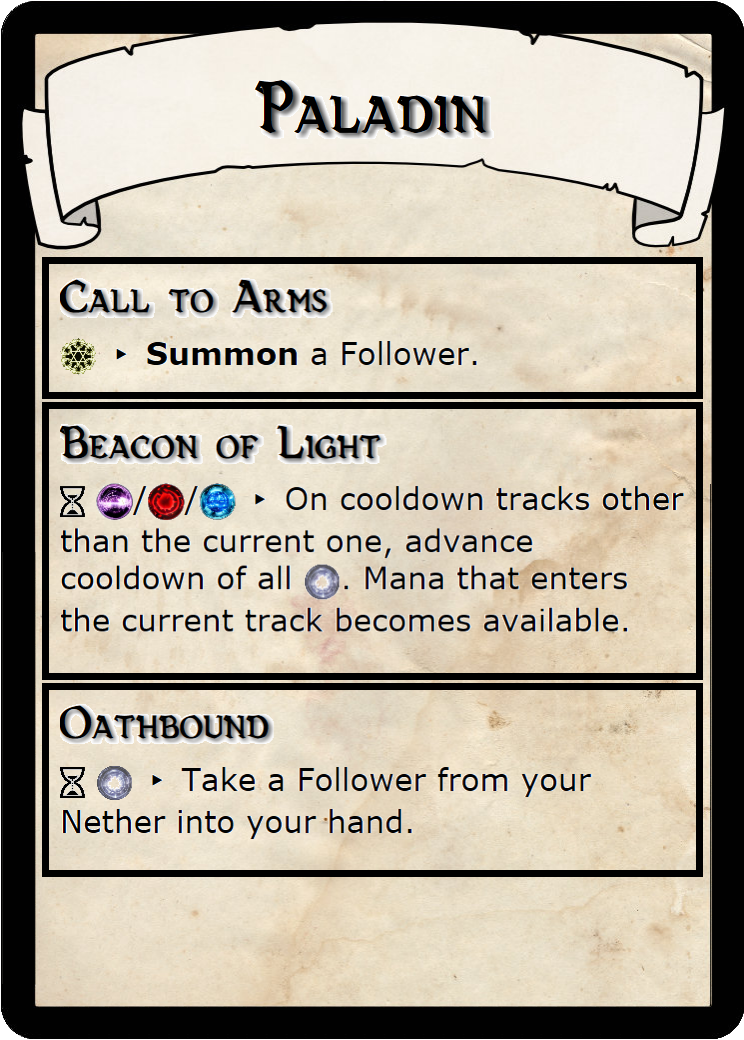 Paladin
Call to Arms
‣ Summon a Follower.
Beacon of Light
/ / ‣ On cooldown tracks other
than the current one, advance
cooldown of all . Mana that enters
the current track becomes available.
Oathbound
‣ Take a Follower from your
Nether into your hand.